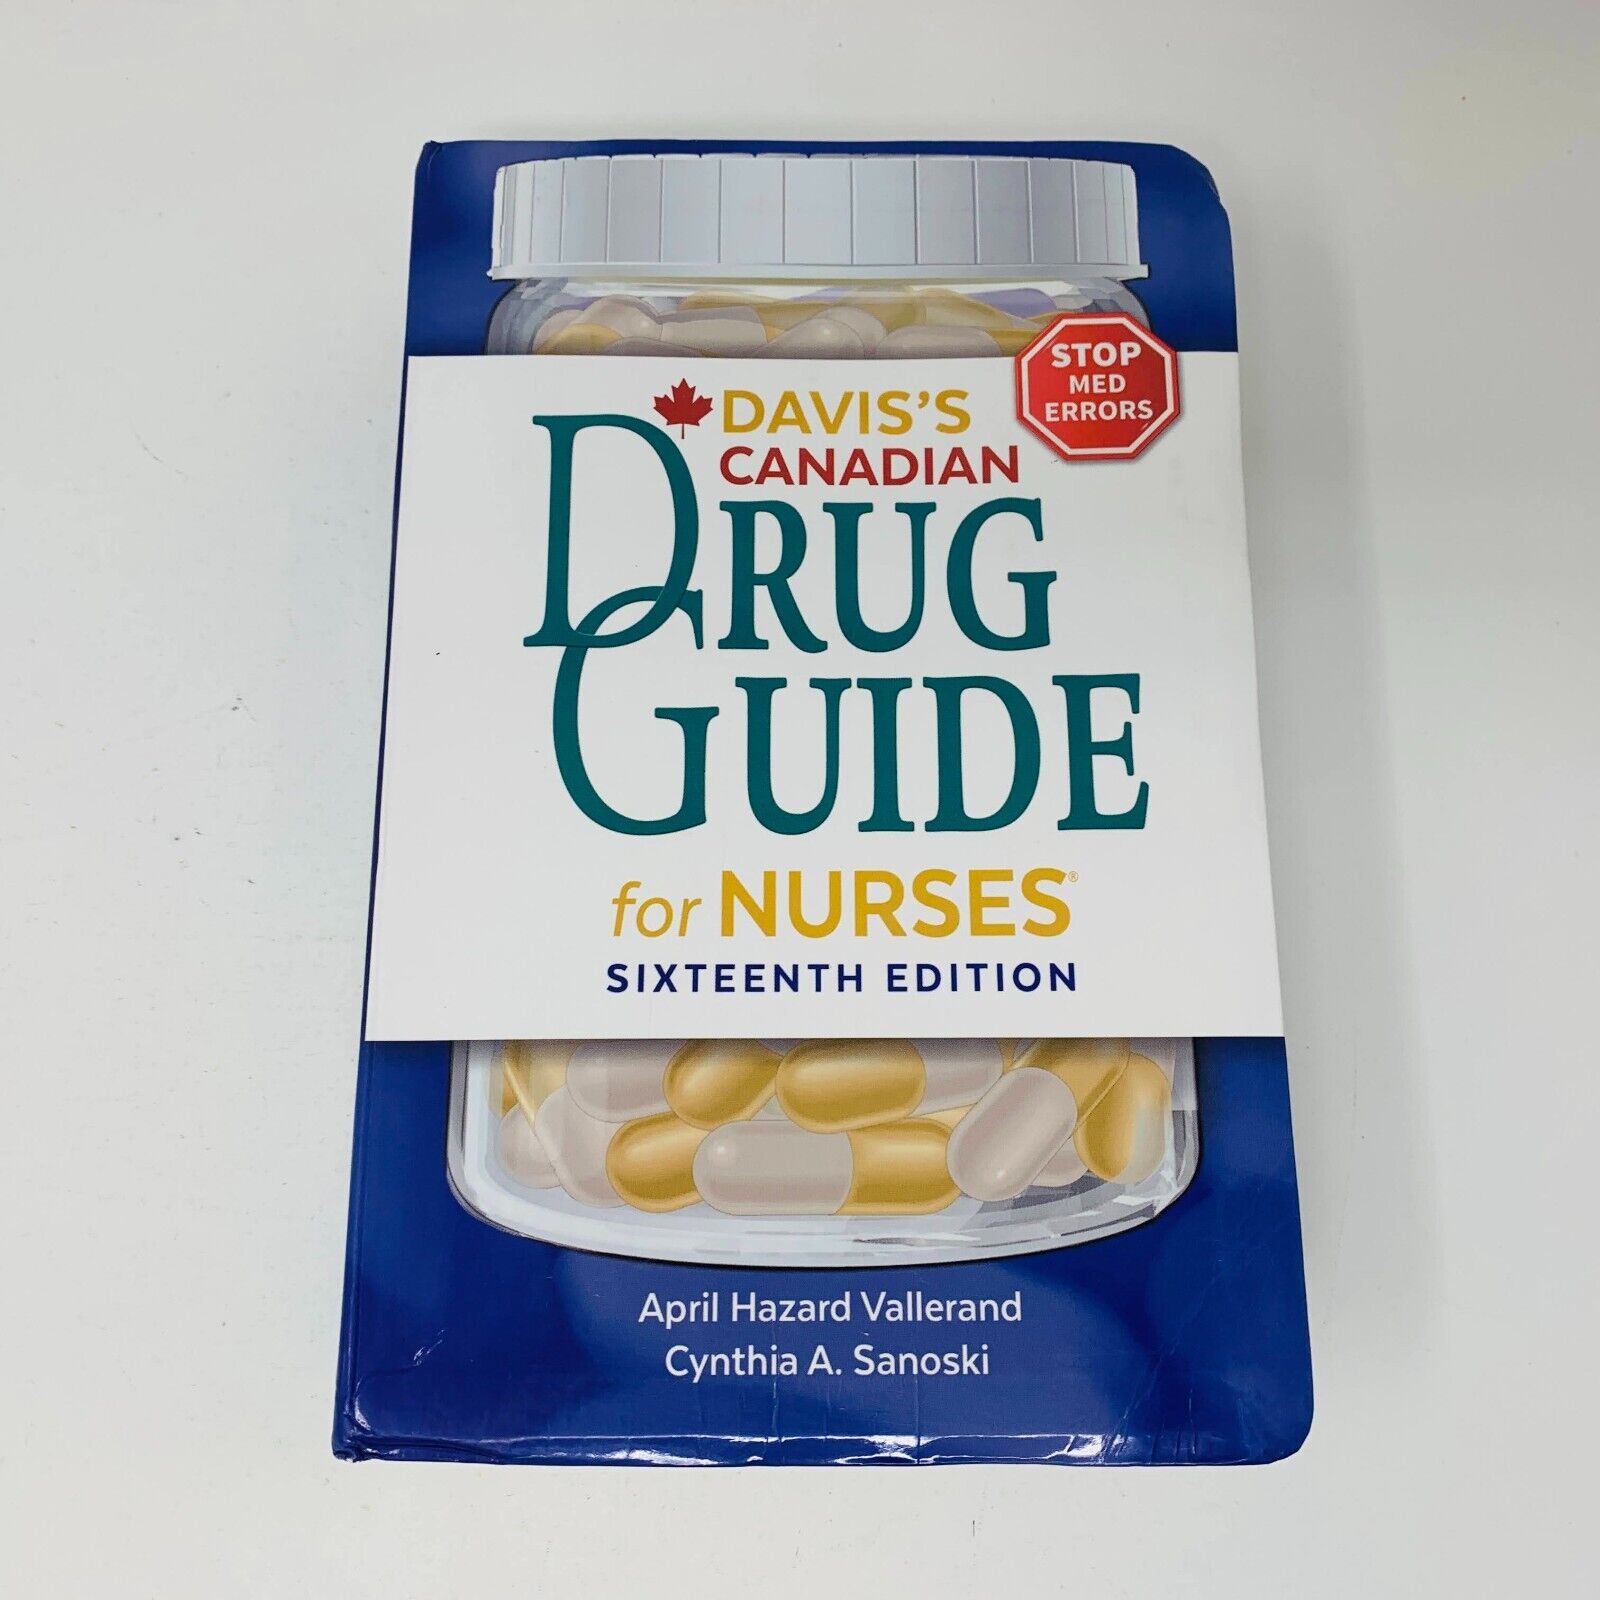 DAVIS'S
CANADIAN
DRUG
GUIDE
for NURSES®
SIXTEENTH EDITION
STOP
MED
ERRORS
April Hazard Vallerand
Cynthia A. Sanoski